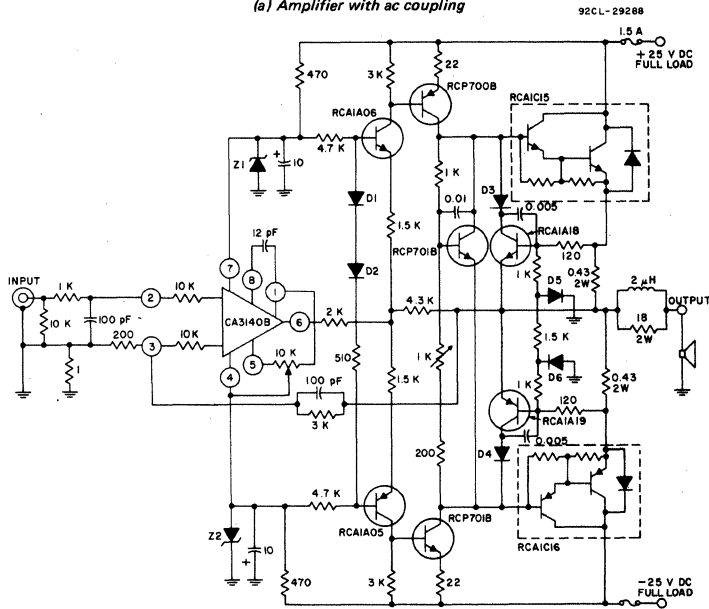 (a) Amplifier with ac coupling
92CL-29288
1.5 A
+25 V DC
FULL LOAD
470
3 K
22
RCP700B
RCA1C15
RCA1A06
Z1
+
10
4.7 K
1 K
D3
0.005
D1
0.01
RCA1A18
12 pF
1.5 K
RCP701B
120
0.43
2W
2 μH
INPUT
7
8
1
D2
1 K
D5
OUTPUT
1 K
2
10 K
CA3140B
6
2 K
4.3 K
18
2W
10 K
100 pF
200
3
10K
4
5
10 K
510
1 K
1.5 K
D6
1
100 pF
3 K
1.5 K
1 K
0.43
2W
120
RCA1A19
200
D4
0.005
4.7 K
RCP701B
Z2
10
+
RCA1A05
RCA1C16
470
3 K
22
-25 V DC
FULL LOAD